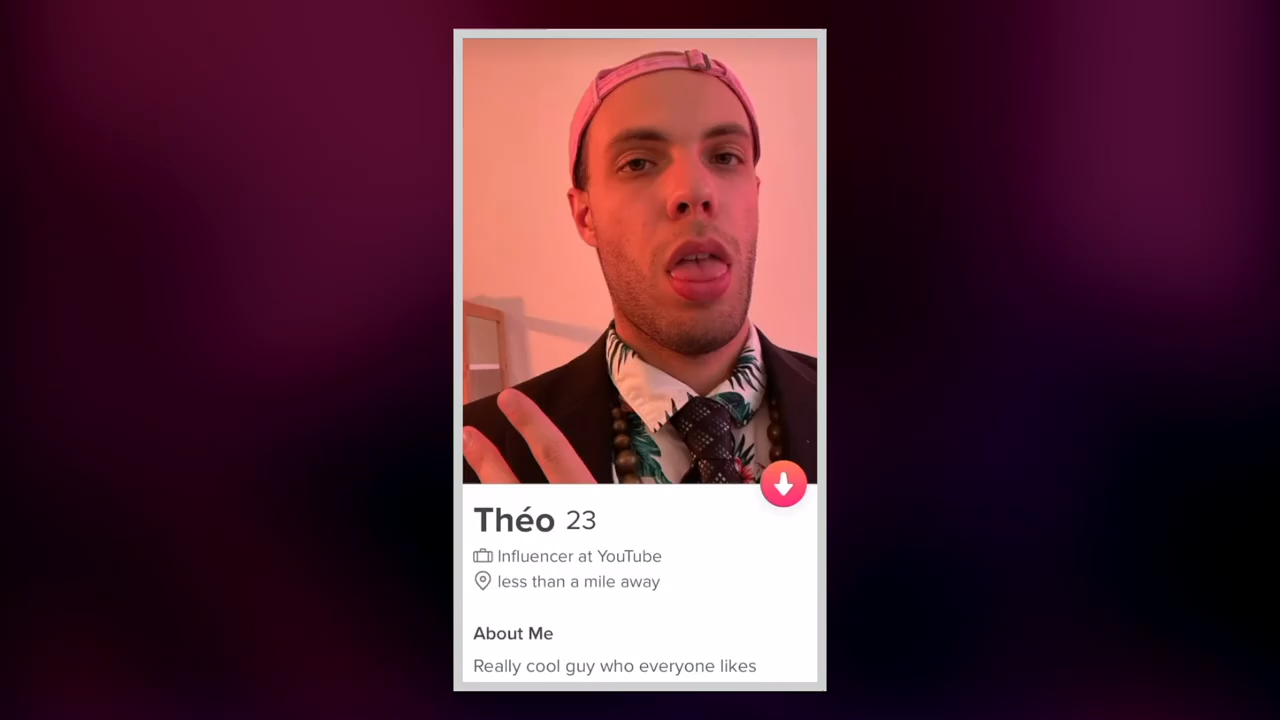 Théo 23
Influencer at YouTube
less than a mile away
About Me
Really cool guy who everyone likes